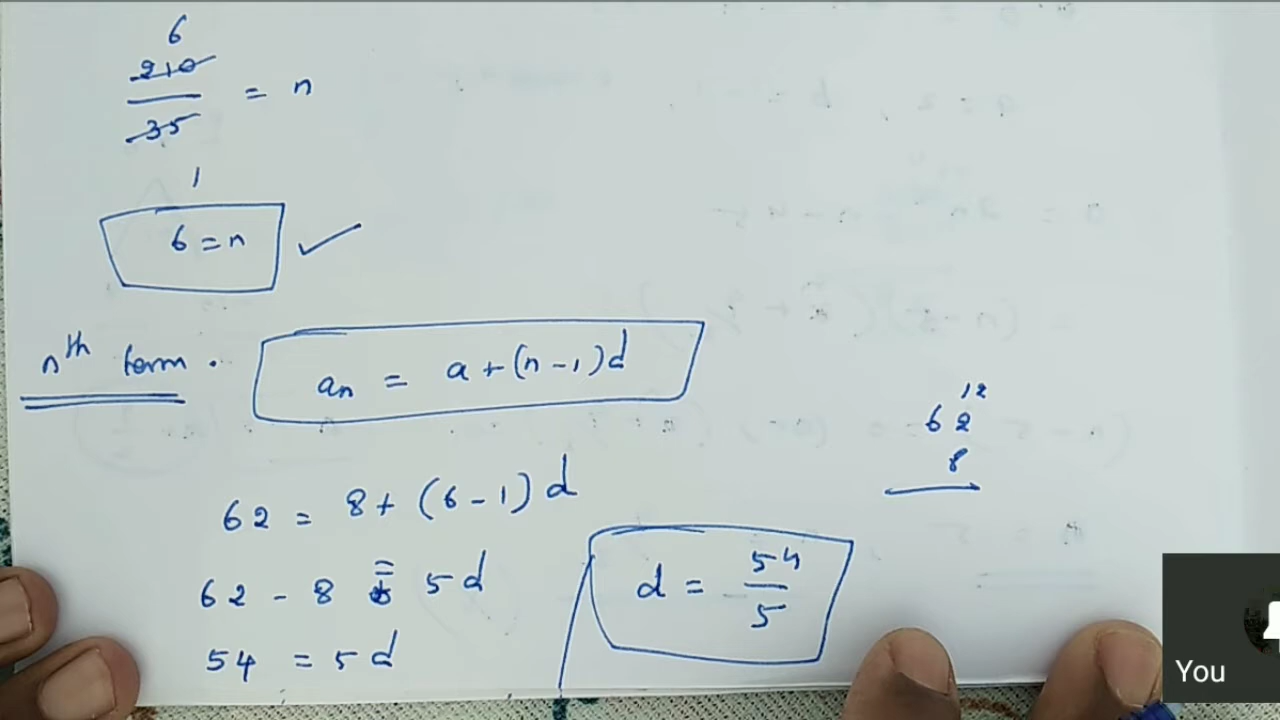 6
210
35
= n
1
6 = n ✓
nth term .
an = a + (n - 1) d
12
62
8
62 = 8 + (6 - 1) d
62 - 8 = 5d
d = 54
5
54 = 5d
You